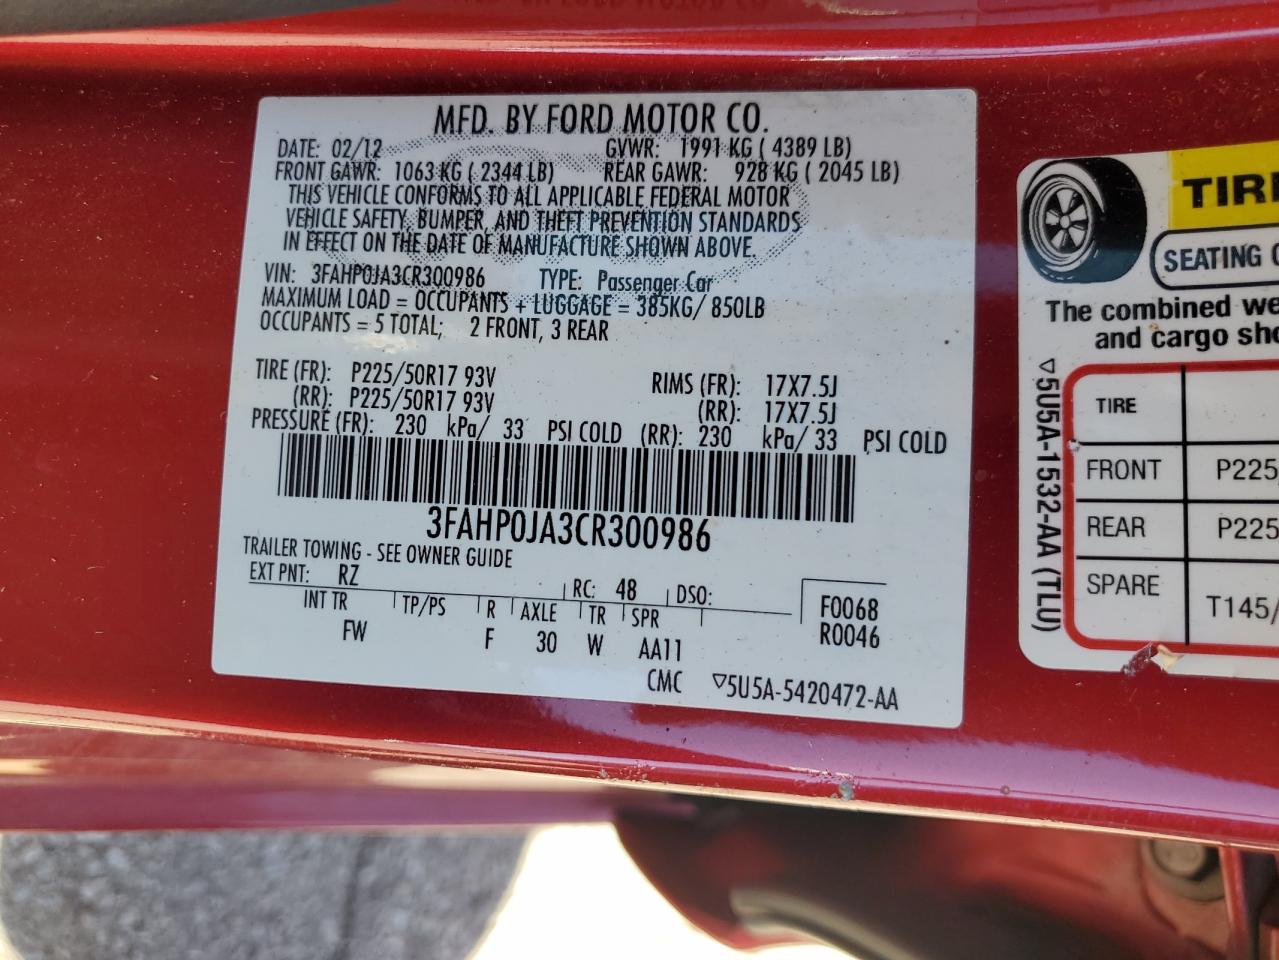 MFD. BY FORD MOTOR CO.
DATE: 02/12 GVWR: 1991 KG ( 4389 LB)
FRONT GAWR: 1063 KG ( 2344 LB) REAR GAWR: 928 KG ( 2045 LB)
THIS VEHICLE CONFORMS TO ALL APPLICABLE FEDERAL MOTOR
VEHICLE SAFETY, BUMPER, AND THEFT PREVENTION STANDARDS
IN EFFECT ON THE DATE OF MANUFACTURE SHOWN ABOVE.
VIN: 3FAHP0JA3CR300986 TYPE: Passenger Car
MAXIMUM LOAD = OCCUPANTS + LUGGAGE = 385KG/ 850LB
OCCUPANTS = 5 TOTAL; 2 FRONT, 3 REAR
TIRE (FR): P225/50R17 93V RIMS (FR): 17X7.5J
(RR): P225/50R17 93V (RR): 17X7.5J
PRESSURE (FR): 230 kPa/ 33 PSI COLD (RR): 230 kPa/ 33 PSI COLD
3FAHP0JA3CR300986
TRAILER TOWING - SEE OWNER GUIDE
EXT PNT: RZ RC: 48 DSO:
INT TR TP/PS R AXLE TR SPR F0068
FW F 30 W AA11 R0046
CMC ▽5U5A-5420472-AA
TIR
SEATING
The combined we
and cargo sho
▽5U5A-1532-AA (TLU)
TIRE
FRONT P225
REAR P225
SPARE T145/